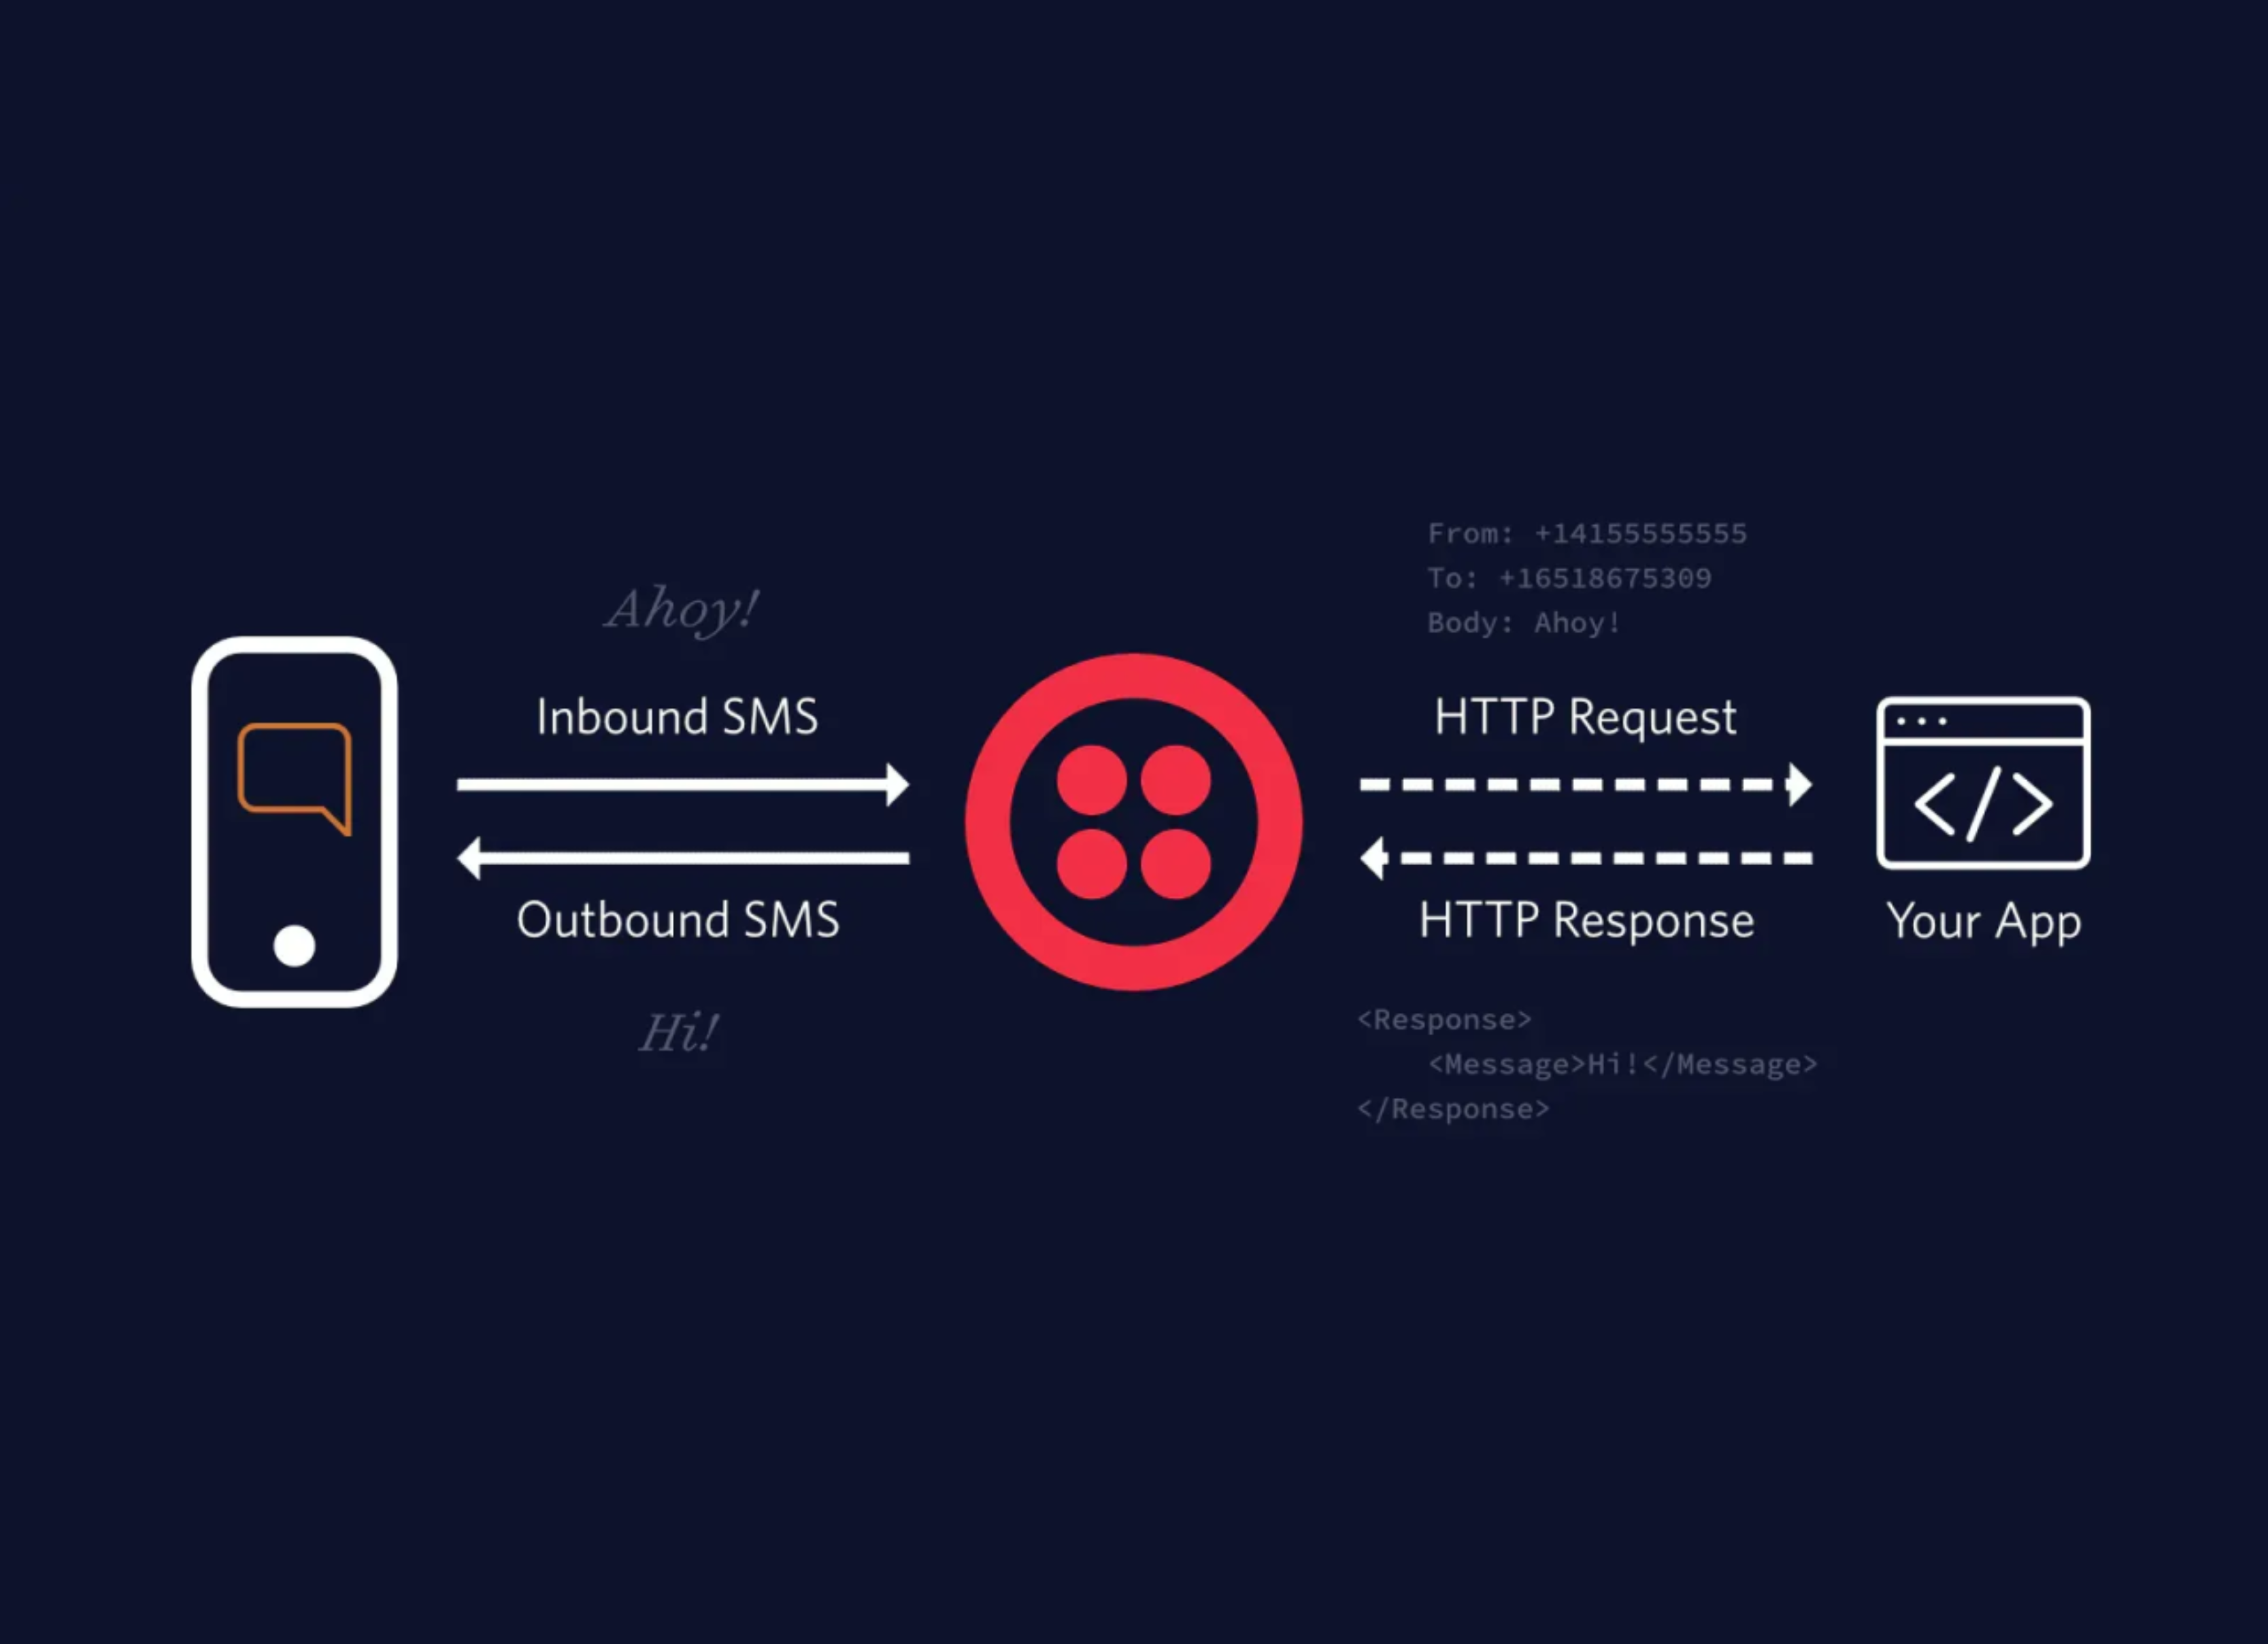 Ahoy!
Inbound SMS
Outbound SMS
Hi!
From: +14155555555
To: +16518675309
Body: Ahoy!
HTTP Request
HTTP Response
<Response>
    <Message>Hi!</Message>
</Response>
</>
Your App